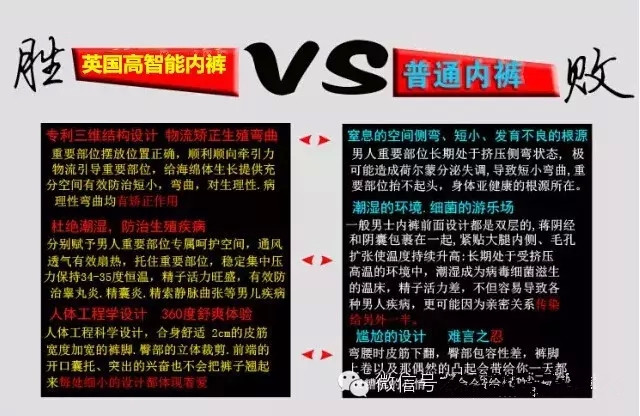 胜 英国高智能内裤 VS 普通内裤 败
专利三维结构设计 物流矫正生殖弯曲
重要部位摆放位置正确，顺利顺向牵引力
物流引导重要部位，给海绵体生长提供充
分空间有效防治短小，弯曲，对生理性.病
理性弯曲均有矫正作用
杜绝潮湿，防治生殖疾病
分别赋予男人重要部位专属呵护空间，通风
透气有效扇热，托住重要部位，稳定集中压
力保持34-35度恒温，精子活力旺盛，有效防
治睾丸炎.精囊炎.精索静脉曲张等男儿疾病
人体工程学设计 360度舒爽体验
人体工程科学设计，合身舒适 2cm的皮筋
宽度加宽的裤脚.臀部的立体裁剪.前端的
开口囊托、突出的兴奋也不会把裤子翘起
来每处细小的设计都体现着爱
窒息的空间侧弯、短小、发育不良的根源
男人重要部位长期处于挤压侧弯状态，极
可能造成荷尔蒙分泌失调,导致短小弯曲,重
要部位抬不起头，身体亚健康的根源所在。
潮湿的环境.细菌的游乐场
一般男士内裤前面设计都是双层的,蒋阴经
和阴囊包裹在一起,紧贴大腿内侧、毛孔
扩张使温度持续升高:长期处于受挤压
高温的环境中，潮湿成为病毒细菌滋生
的温床，精子活力差，不但容易导致各
种男人疾病，更可能因为亲密关系传染
给另外一半。
尴尬的设计 难言之忍
弯腰时皮筋下翻，臀部包容性差，裤脚
上卷以及那偶然的凸起会带给你一天都
微信号